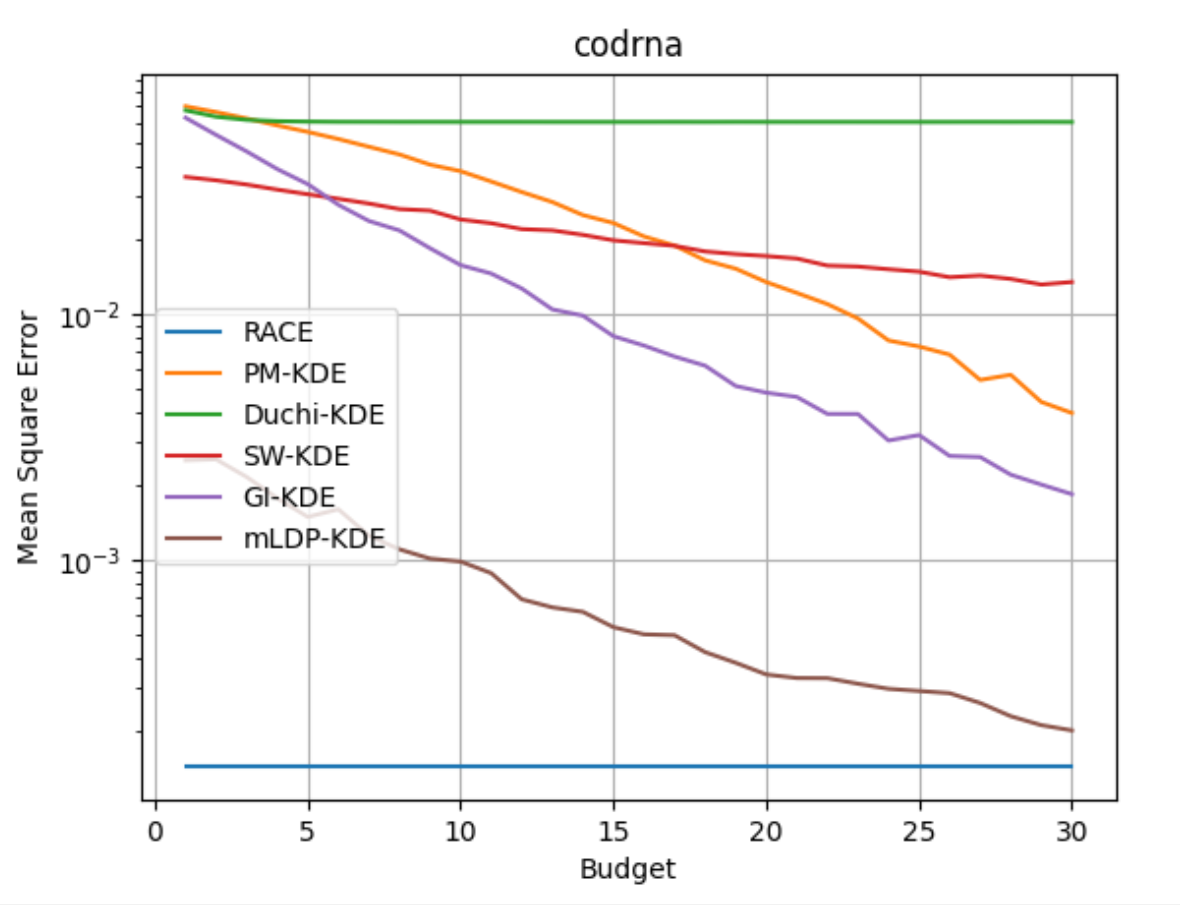 codrna
Mean Square Error
10⁻²
10⁻³
RACE
PM-KDE
Duchi-KDE
SW-KDE
GI-KDE
mLDP-KDE
0 5 10 15 20 25 30
Budget